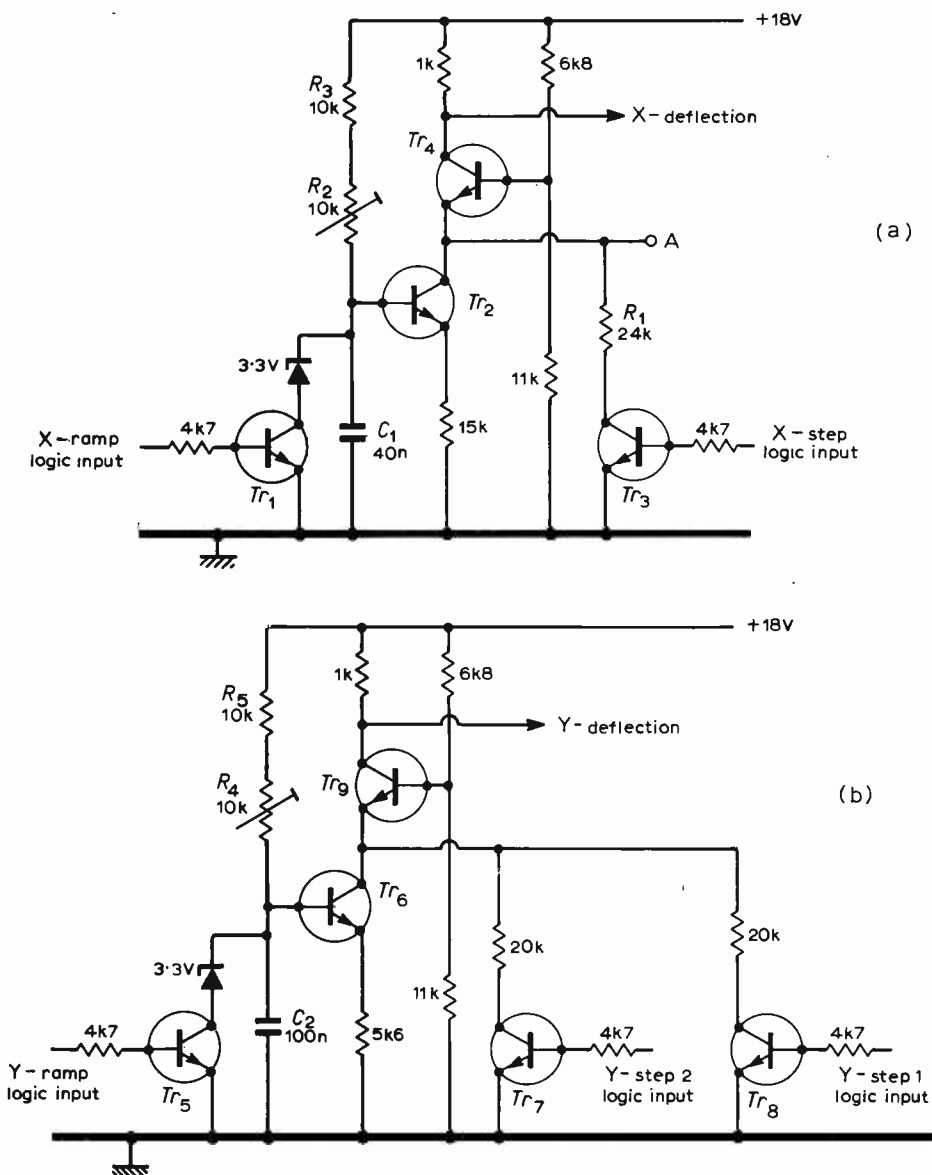 +18V
1k
6k8
R3
10k
X-deflection
Tr4
R2
10k
(a)
A
Tr2
R1
24k
3·3V
11k
X-ramp
logic input
4k7
C1
40n
15k
4k7
X-step
logic input
Tr1
Tr3
+18V
1k
6k8
R5
10k
Y-deflection
Tr9
R4
10k
(b)
Tr6
20k
20k
3·3V
11k
4k7
C2
100n
5k6
4k7
4k7
Y-ramp
logic input
Tr5
Y-step 2
logic input
Tr7
Y-step 1
logic input
Tr8